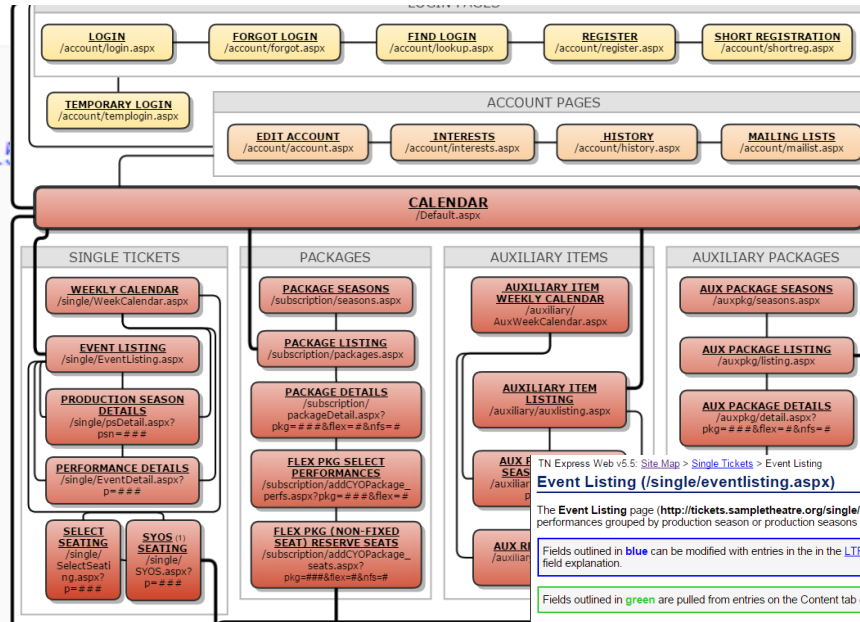 LOGIN PAGES
LOGIN
/account/login.aspx
FORGOT LOGIN
/account/forgot.aspx
FIND LOGIN
/account/lookup.aspx
REGISTER
/account/register.aspx
SHORT REGISTRATION
/account/shortreg.aspx
TEMPORARY LOGIN
/account/templogin.aspx
ACCOUNT PAGES
EDIT ACCOUNT
/account/account.aspx
INTERESTS
/account/interests.aspx
HISTORY
/account/history.aspx
MAILING LISTS
/account/mailist.aspx
CALENDAR
/Default.aspx
SINGLE TICKETS
WEEKLY CALENDAR
/single/WeekCalendar.aspx
EVENT LISTING
/single/EventListing.aspx
PRODUCTION SEASON
DETAILS
/single/psDetail.aspx?
psn=###
PERFORMANCE DETAILS
/single/EventDetail.aspx?
p=###
SELECT
SEATING
/single/
SelectSeati
ng.aspx?
p=###
SYOS (1)
SEATING
/single/
SYOS.aspx?
p=###
PACKAGES
PACKAGE SEASONS
/subscription/seasons.aspx
PACKAGE LISTING
/subscription/packages.aspx
PACKAGE DETAILS
/subscription/
packageDetail.aspx?
pkg=###&flex=#&nfs=#
FLEX PKG SELECT
PERFORMANCES
/subscription/addCYOPackage_
perfs.aspx?pkg=###&flex=#
FLEX PKG (NON-FIXED
SEAT) RESERVE SEATS
/subscription/addCYOPackage_
seats.aspx?
pkg=###&flex=#&nfs=#
AUXILIARY ITEMS
AUXILIARY ITEM
WEEKLY CALENDAR
/auxiliary/
AuxWeekCalendar.aspx
AUXILIARY ITEM
LISTING
/auxiliary/auxlisting.aspx
AUX
SEAS
/auxiliar
p
AUX RE
/auxiliar
AUXILIARY PACKAGES
AUX PACKAGE SEASONS
/auxpkg/seasons.aspx
AUX PACKAGE LISTING
/auxpkg/listing.aspx
AUX PACKAGE DETAILS
/auxpkg/detail.aspx?
pkg=###&flex=#&nfs=#
TN Express Web v5.5: Site Map > Single Tickets > Event Listing
Event Listing (/single/eventlisting.aspx)
The Event Listing page (http://tickets.sampletheatre.org/single/
performances grouped by production season or production seasons
Fields outlined in blue can be modified with entries in the in the
field explanation.
Fields outlined in green are pulled from entries on the Content tab